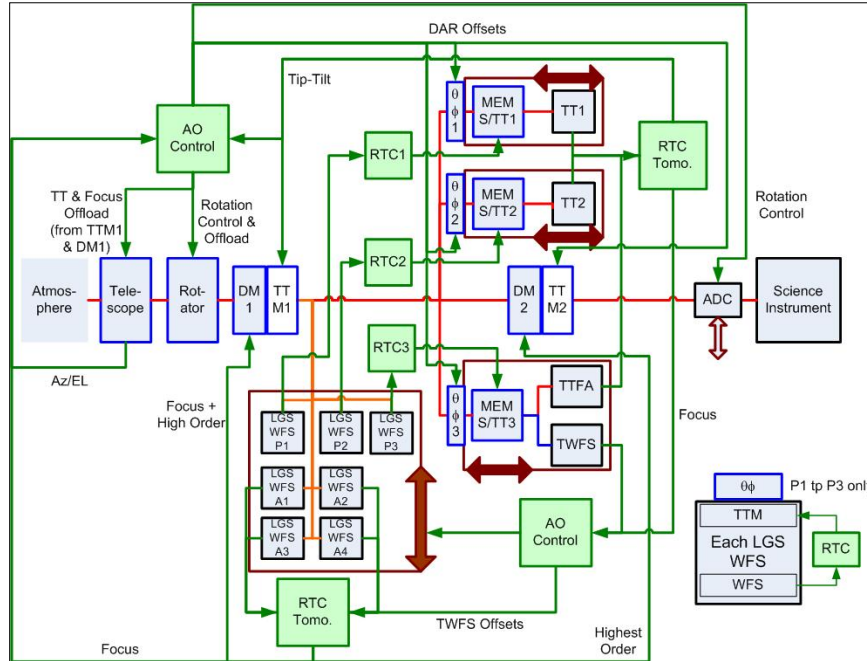 DAR Offsets
Tip-Tilt
AO
Control
θ
ϕ
1
MEM
S/TT1
TT1
RTC1
RTC
Tomo.
TT & Focus
Offload
(from TTM1
& DM1)
Rotation
Control &
Offload
θ
ϕ
2
MEM
S/TT2
TT2
RTC2
Rotation
Control
Atmo-
sphere
Tele-
scope
Rot-
ator
DM
1
TT
M1
DM
2
TT
M2
ADC
Science
Instrument
Az/EL
Focus +
High Order
RTC3
θ
ϕ
3
MEM
S/TT3
TTFA
TWFS
Focus
LGS
WFS
P1
LGS
WFS
P2
LGS
WFS
P3
LGS
WFS
A1
LGS
WFS
A2
LGS
WFS
A3
LGS
WFS
A4
AO
Control
θϕ
P1 tp P3 only
TTM
Each LGS
WFS
WFS
RTC
RTC
Tomo.
TWFS Offsets
Highest
Order
Focus